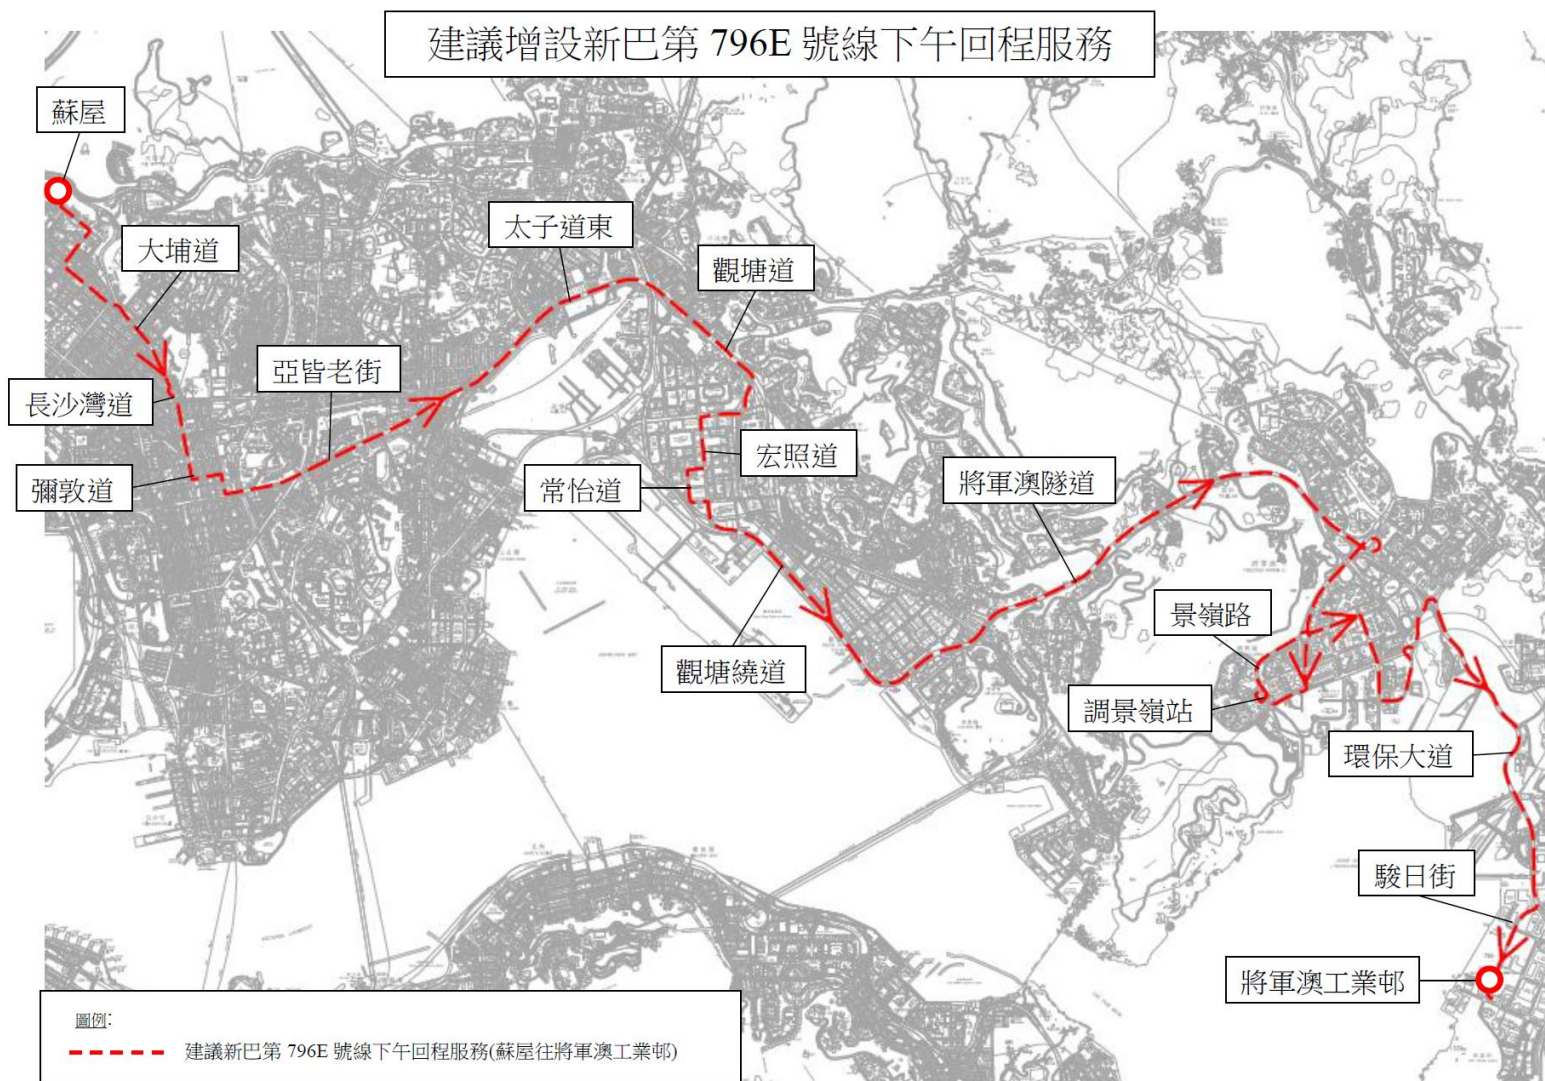 建議增設新巴第 796E 號線下午回程服務
蘇屋
大埔道
太子道東
觀塘道
亞皆老街
長沙灣道
彌敦道
宏照道
常怡道
將軍澳隧道
景嶺路
觀塘繞道
調景嶺站
環保大道
駿日街
將軍澳工業邨
圖例:
建議新巴第 796E 號線下午回程服務(蘇屋往將軍澳工業邨)